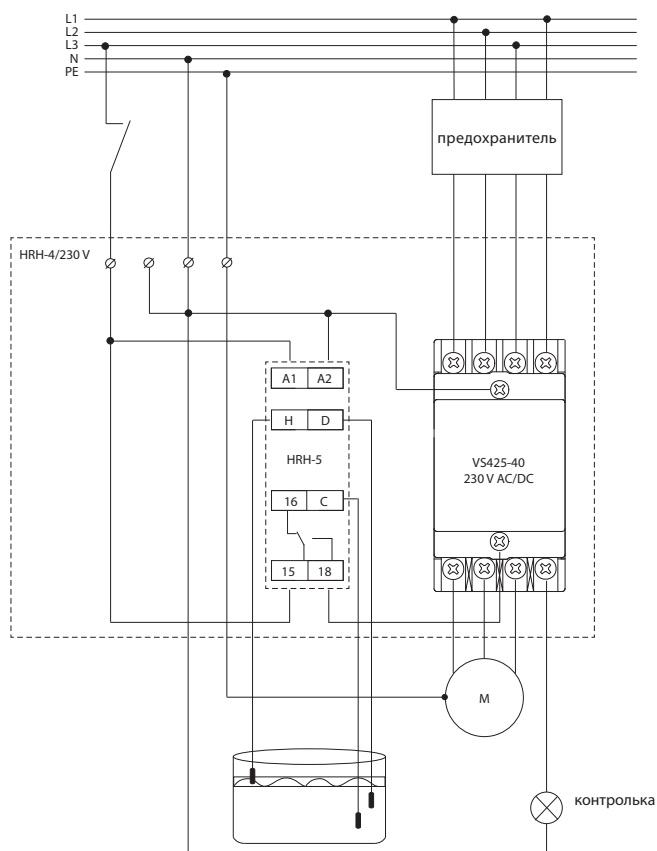 L1
L2
L3
N
PE
предохранитель
HRH-4/230 V
A1 A2
H D
HRH-5
VS425-40
230 V AC/DC
16 C
15 18
M
контролька